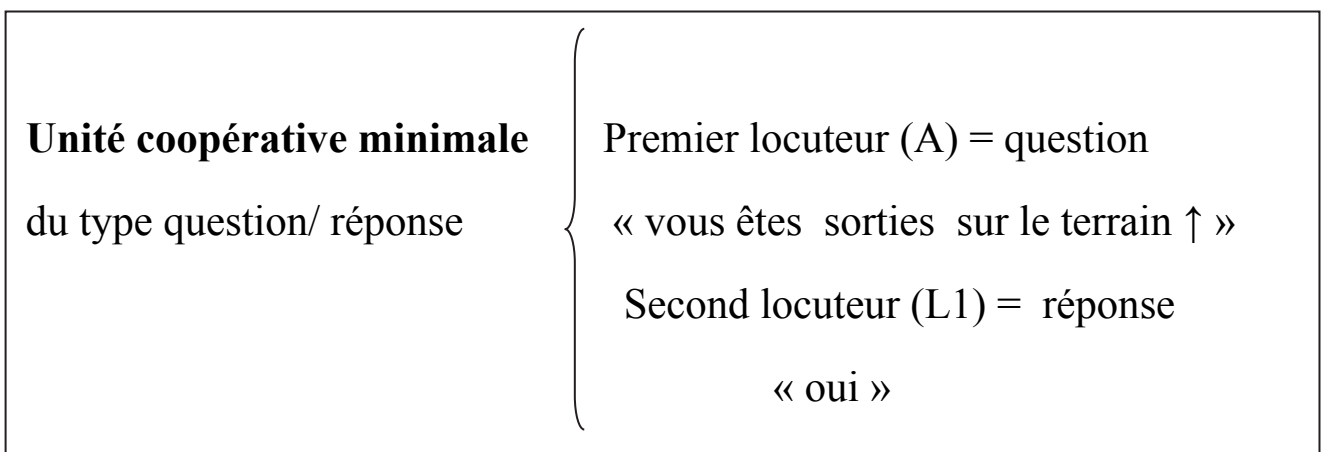 Unité coopérative minimale
du type question/ réponse
Premier locuteur (A) = question
« vous êtes sorties sur le terrain ↑ »
Second locuteur (L1) = réponse
« oui »